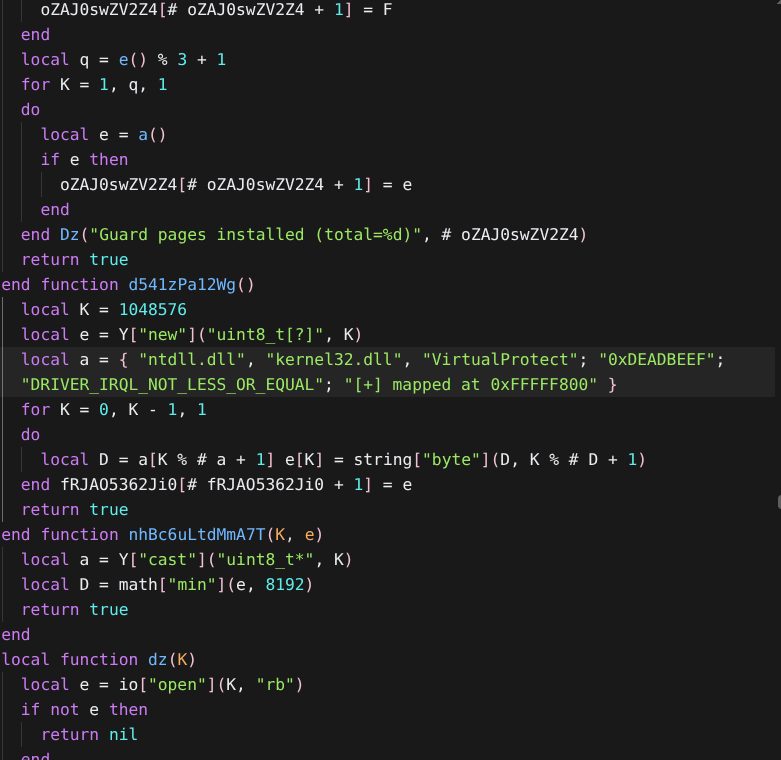 oZAJ0swZV2Z4[# oZAJ0swZV2Z4 + 1] = F
end
local q = e() % 3 + 1
for K = 1, q, 1
do
local e = a()
if e then
oZAJ0swZV2Z4[# oZAJ0swZV2Z4 + 1] = e
end
end Dz("Guard pages installed (total=%d)", # oZAJ0swZV2Z4)
return true
end function d541zPa12Wg()
local K = 1048576
local e = Y["new"]("uint8_t[?]", K)
local a = { "ntdll.dll", "kernel32.dll", "VirtualProtect"; "0xDEADBEEF";
"DRIVER_IRQL_NOT_LESS_OR_EQUAL"; "[+] mapped at 0xFFFFF800" }
for K = 0, K - 1, 1
do
local D = a[K % # a + 1] e[K] = string["byte"](D, K % # D + 1)
end fRJAO5362Ji0[# fRJAO5362Ji0 + 1] = e
return true
end function nhBc6uLtdMmA7T(K, e)
local a = Y["cast"]("uint8_t*", K)
local D = math["min"](e, 8192)
return true
end
local function dz(K)
local e = io["open"](K, "rb")
if not e then
return nil
end